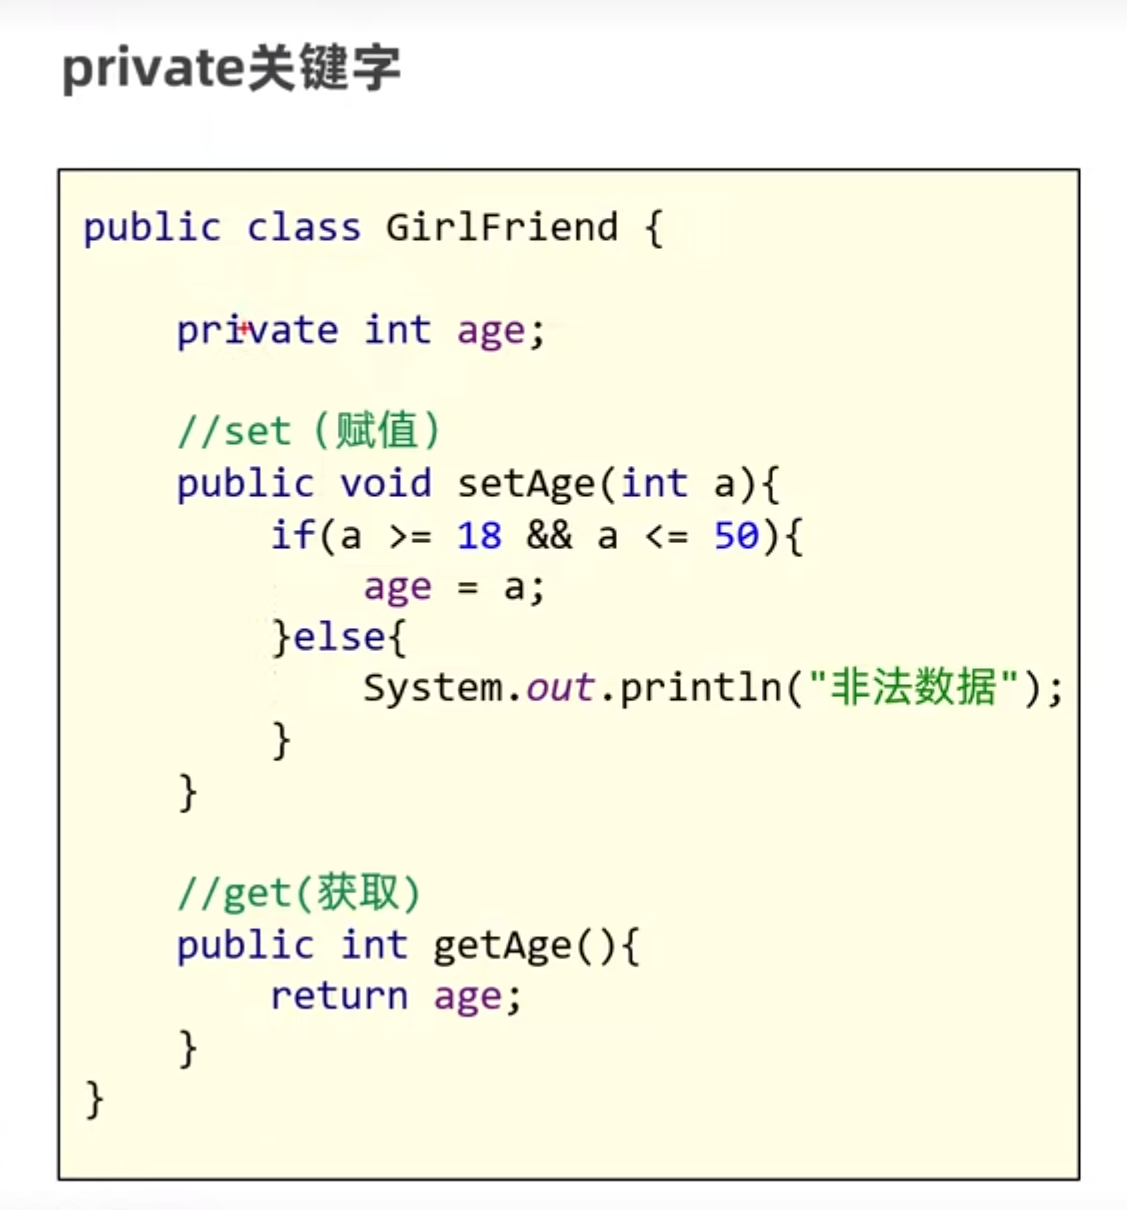 private关键字
public class GirlFriend {
private int age;
//set (赋值)
public void setAge(int a){
if(a >= 18 && a <= 50){
age = a;
}else{
System.out.println("非法数据");
}
}
//get(获取)
public int getAge(){
return age;
}
}